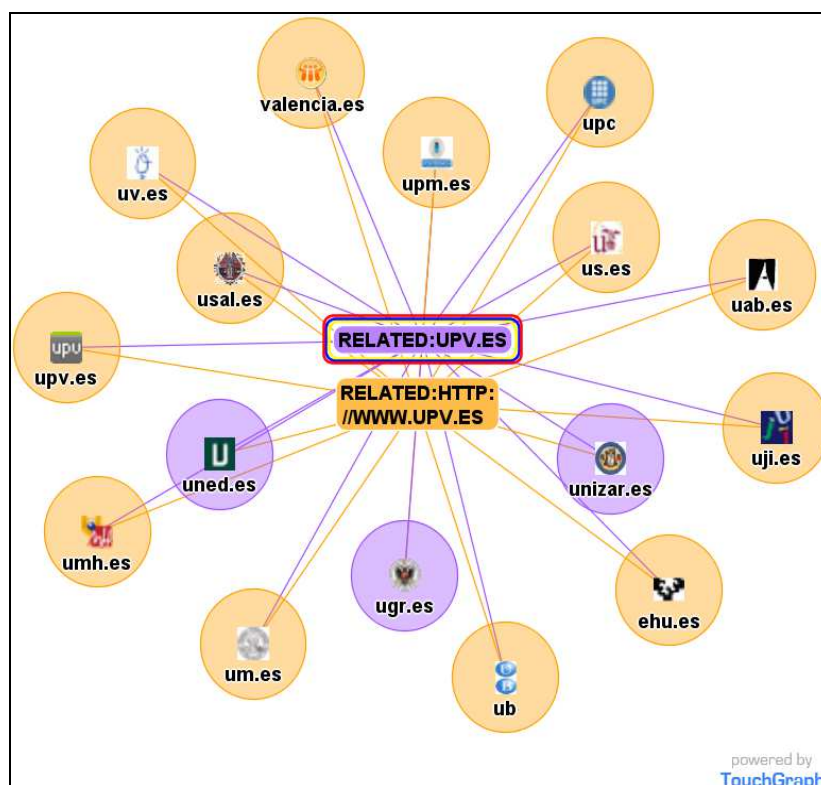 valencia.es
upc
upm.es
uv.es
us.es
usal.es
uab.es
RELATED:UPV.ES
upv
upv.es
RELATED:HTTP:
//WWW.UPV.ES
uned.es
unizar.es
uji.es
umh.es
ugr.es
ehu.es
um.es
ub
powered by
TouchGraph